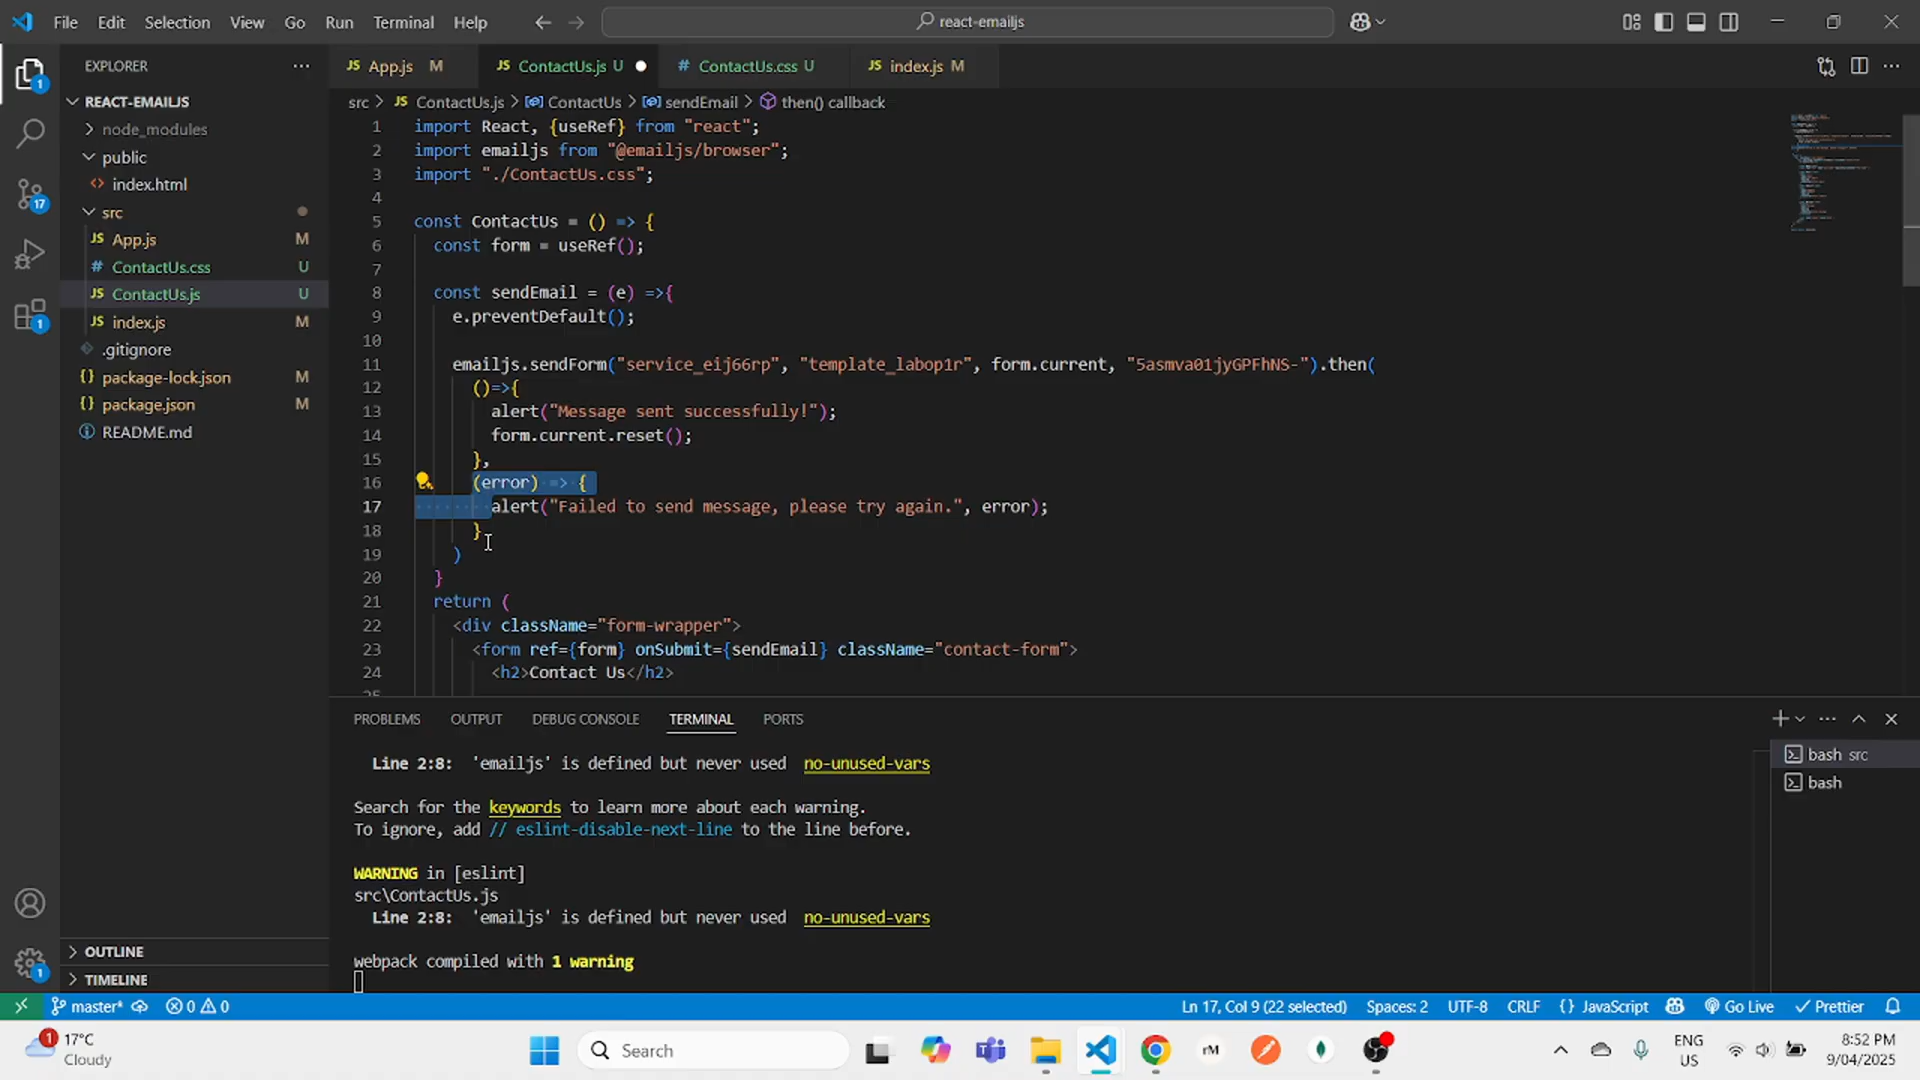 File Edit Selection View Go Run Terminal Help
react-emailjs
EXPLORER
REACT-EMAILJS
node_modules
public
index.html
src
App.js M
ContactUs.css U
ContactUs.js U
index.js M
.gitignore
package-lock.json M
package.json M
README.md
OUTLINE
TIMELINE
1
17
1
1
JS App.js M
JS ContactUs.js U
# ContactUs.css U
JS index.js M
src > JS ContactUs.js > ContactUs > sendEmail > then() callback
1 import React, {useRef} from "react";
2 import emailjs from "@emailjs/browser";
3 import "./ContactUs.css";
4
5 const ContactUs = () => {
6 const form = useRef();
7
8 const sendEmail = (e) =>{
9 e.preventDefault();
10
11 emailjs.sendForm("service_eij66rp", "template_labop1r", form.current, "5asmva01jyGPFhNS-").then(
12 ()=>{
13 alert("Message sent successfully!");
14 form.current.reset();
15 },
16 (error) => {
17 alert("Failed to send message, please try again.", error);
18 }
19 )
20 }
21 return (
22 <div className="form-wrapper">
23 <form ref={form} onSubmit={sendEmail} className="contact-form">
24 <h2>Contact Us</h2>
25
PROBLEMS OUTPUT DEBUG CONSOLE TERMINAL PORTS
Line 2:8: 'emailjs' is defined but never used no-unused-vars
Search for the keywords to learn more about each warning.
To ignore, add // eslint-disable-next-line to the line before.
WARNING in [eslint]
src\ContactUs.js
Line 2:8: 'emailjs' is defined but never used no-unused-vars
webpack compiled with 1 warning
bash src
bash
master* 0 0
Ln 17, Col 9 (22 selected) Spaces: 2 UTF-8 CRLF {} JavaScript Go Live Prettier
1
17°C
Cloudy
Search
rM
ENG
US
8:52 PM
9/04/2025